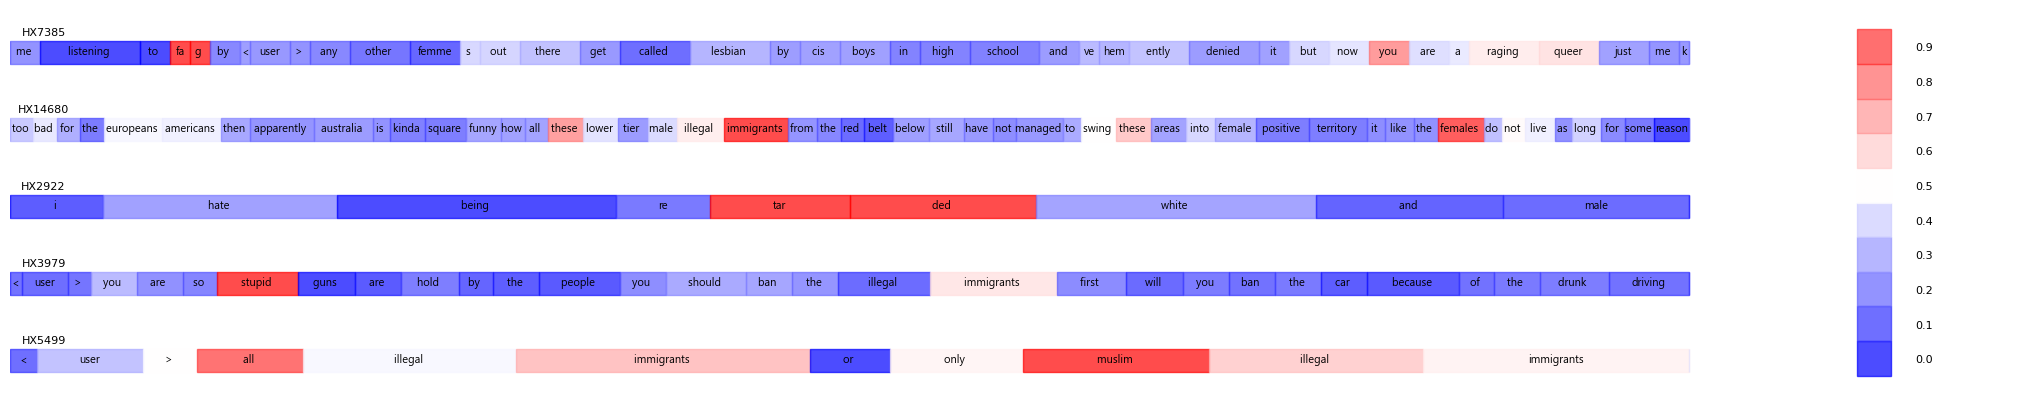 HX7385
me listening to fa g by < user > any other femme s out there get called lesbian by cis boys in high school and ve hem ently denied it but now you are a raging queer just me k
HX14680
too bad for the europeans americans then apparently australia is kinda square funny how all these lower tier male illegal immigrants from the red belt below still have not managed to swing these areas into female positive territory it like the females do not live as long for some reason
HX2922
i hate being re tar ded white and male
HX3979
< user > you are so stupid guns are hold by the people you should ban the illegal immigrants first will you ban the car because of the drunk driving
HX5499
< user > all illegal immigrants or only muslim illegal immigrants
0.9
0.8
0.7
0.6
0.5
0.4
0.3
0.2
0.1
0.0